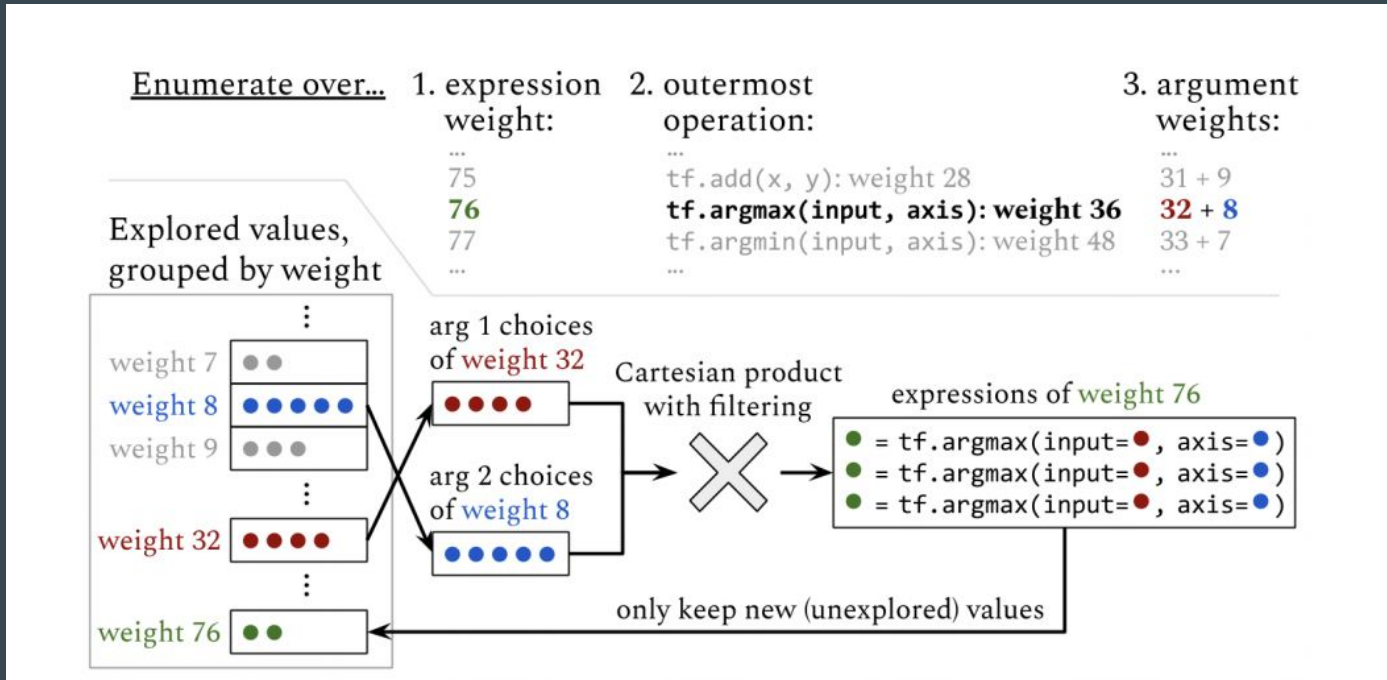 Enumerate over...
1. expression weight:
...
75
76
77
...
2. outermost operation:
...
tf.add(x, y): weight 28
tf.argmax(input, axis): weight 36
tf.argmin(input, axis): weight 48
...
3. argument weights:
...
31 + 9
32 + 8
33 + 7
...
Explored values,
grouped by weight
⋮
weight 7
weight 8
weight 9
⋮
weight 32
⋮
weight 76
arg 1 choices
of weight 32
arg 2 choices
of weight 8
Cartesian product
with filtering
expressions of weight 76
● = tf.argmax(input=●, axis=●)
● = tf.argmax(input=●, axis=●)
● = tf.argmax(input=●, axis=●)
only keep new (unexplored) values